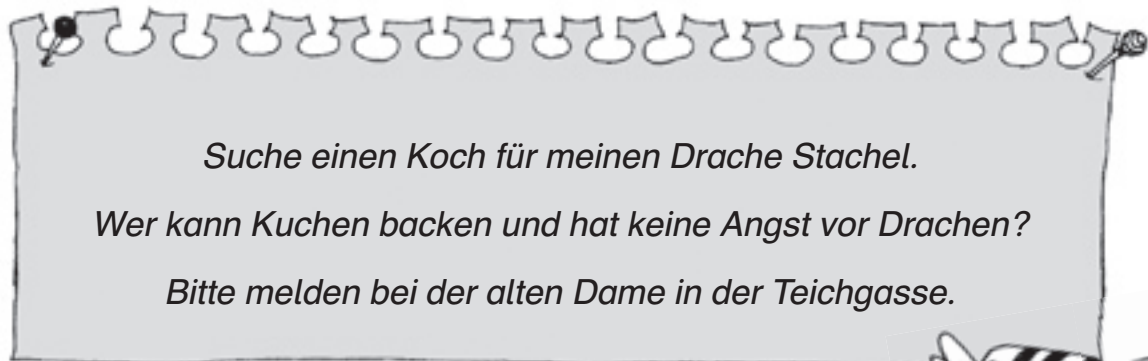 Suche einen Koch für meinen Drache Stachel.
Wer kann Kuchen backen und hat keine Angst vor Drachen?
Bitte melden bei der alten Dame in der Teichgasse.